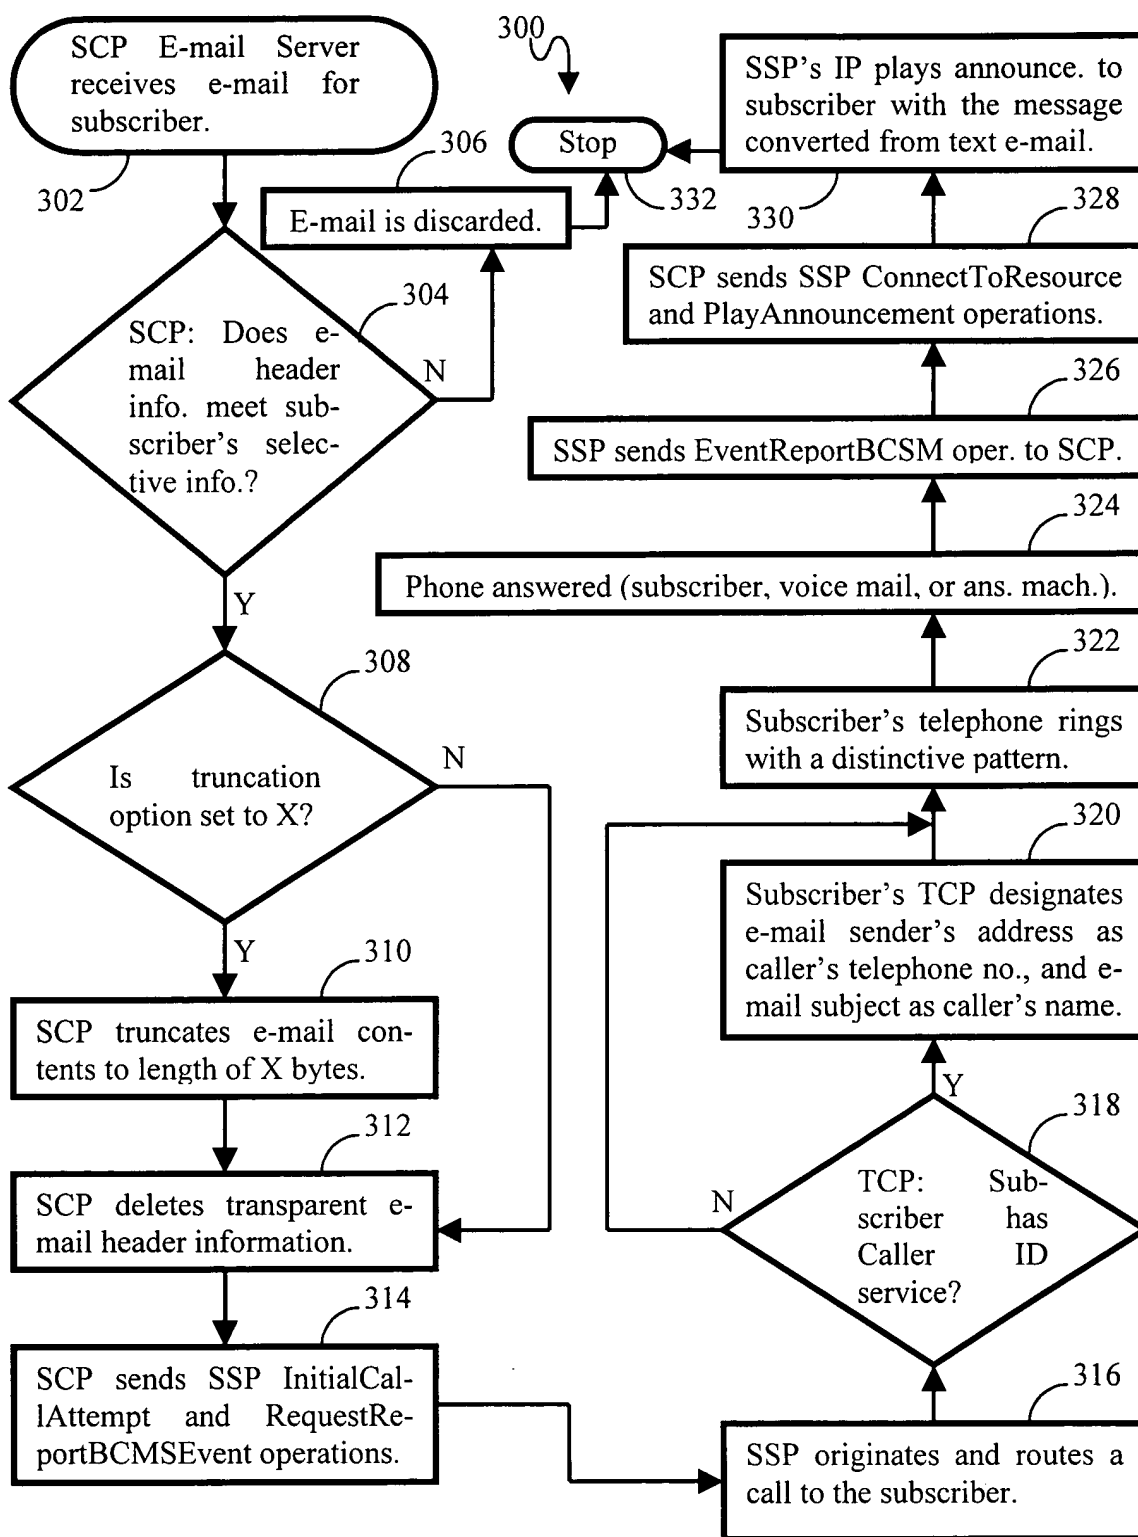 SCP E-mail Server
receives e-mail for
subscriber.
302
300
Stop
332
306
E-mail is discarded.
304
SCP: Does e-
mail header
info. meet sub-
scriber's selec-
tive info.?
N
Y
308
Is truncation
option set to X?
N
Y
310
SCP truncates e-mail con-
tents to length of X bytes.
312
SCP deletes transparent e-
mail header information.
314
SCP sends SSP InitialCal-
lAttempt and RequestRe-
portBCMSEvent operations.
316
SSP originates and routes a
call to the subscriber.
318
TCP: Sub-
scriber has
Caller ID
service?
N
Y
320
Subscriber's TCP designates
e-mail sender's address as
caller's telephone no., and e-
mail subject as caller's name.
322
Subscriber's telephone rings
with a distinctive pattern.
324
Phone answered (subscriber, voice mail, or ans. mach.).
326
SSP sends EventReportBCSM oper. to SCP.
328
SCP sends SSP ConnectToResource
and PlayAnnouncement operations.
330
SSP's IP plays announce. to
subscriber with the message
converted from text e-mail.